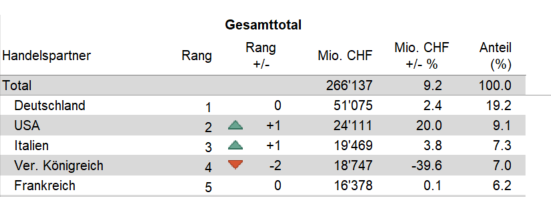 Gesamttotal
Handelspartner Rang Rang +/- Mio. CHF Mio. CHF +/- % Anteil (%)
Total 266'137 9.2 100.0
Deutschland 1 0 51'075 2.4 19.2
USA 2 +1 24'111 20.0 9.1
Italien 3 +1 19'469 3.8 7.3
Ver. Königreich 4 -2 18'747 -39.6 7.0
Frankreich 5 0 16'378 0.1 6.2